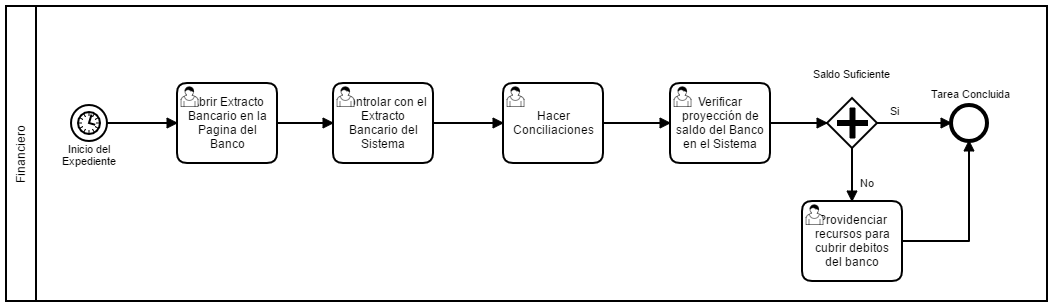 Financiero
Inicio del
Expediente
brir Extracto
Bancario en la
Pagina del
Banco
ntrolar con el
Extracto
Bancario del
Sistema
Hacer
Conciliaciones
Verificar
proyección de
saldo del Banco
en el Sistema
Saldo Suficiente
Si
No
Tarea Concluida
Providenciar
recursos para
cubrir debitos
del banco